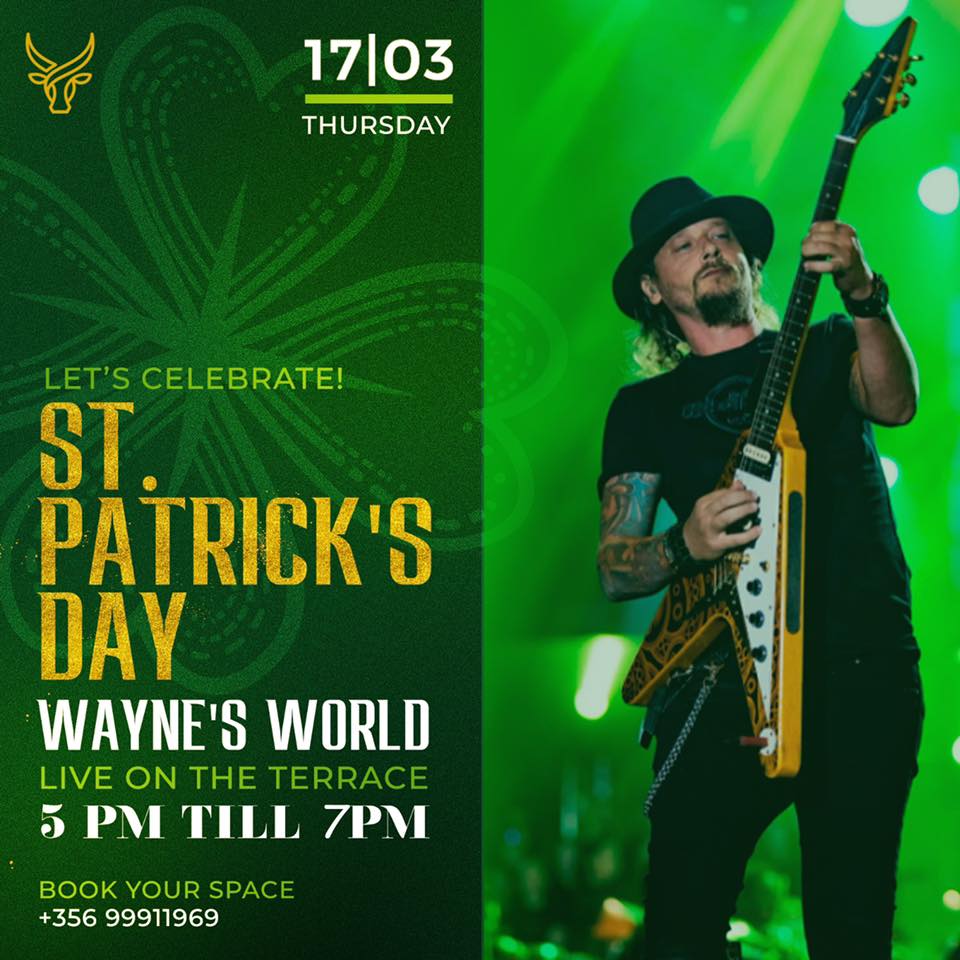 17|03
THURSDAY
LET'S CELEBRATE!
ST.
PATRICK'S
DAY
WAYNE'S WORLD
LIVE ON THE TERRACE
5 PM TILL 7PM
BOOK YOUR SPACE
+356 99911969